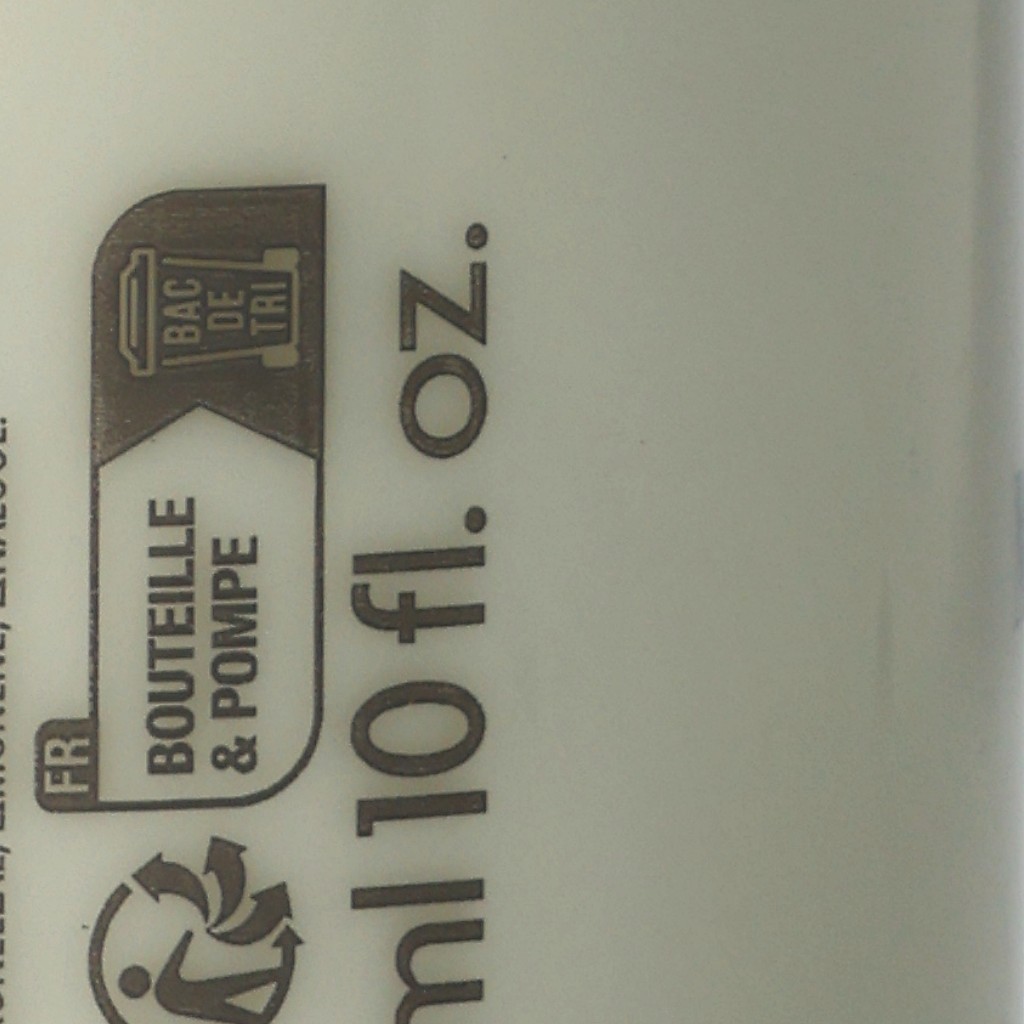 FR
BOUTEILLE
& POMPE
BAC
DE
TRI
ml 10 fl. oz.